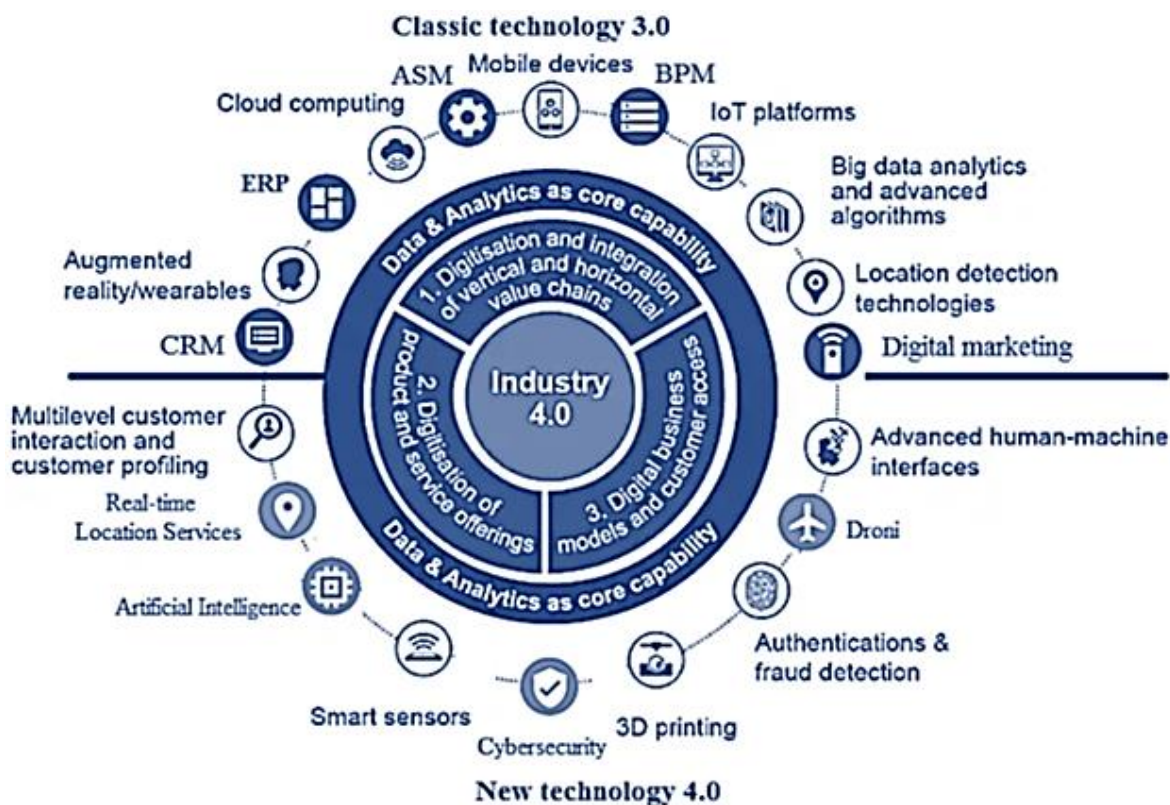 Classic technology 3.0
Mobile devices
ASM
BPM
Cloud computing
IoT platforms
ERP
Big data analytics
and advanced
algorithms
Augmented
reality/wearables
Location detection
technologies
CRM
Digital marketing
Data & Analytics as core capability
1. Digitisation and integration
of vertical and horizontal
value chains
Industry
4.0
2. Digitisation of
product and service offerings
3. Digital business
models and customer access
Data & Analytics as core capability
Multilevel customer
interaction and
customer profiling
Advanced human-machine
interfaces
Real-time
Location Services
Droni
Artificial Intelligence
Authentications &
fraud detection
Smart sensors
3D printing
Cybersecurity
New technology 4.0